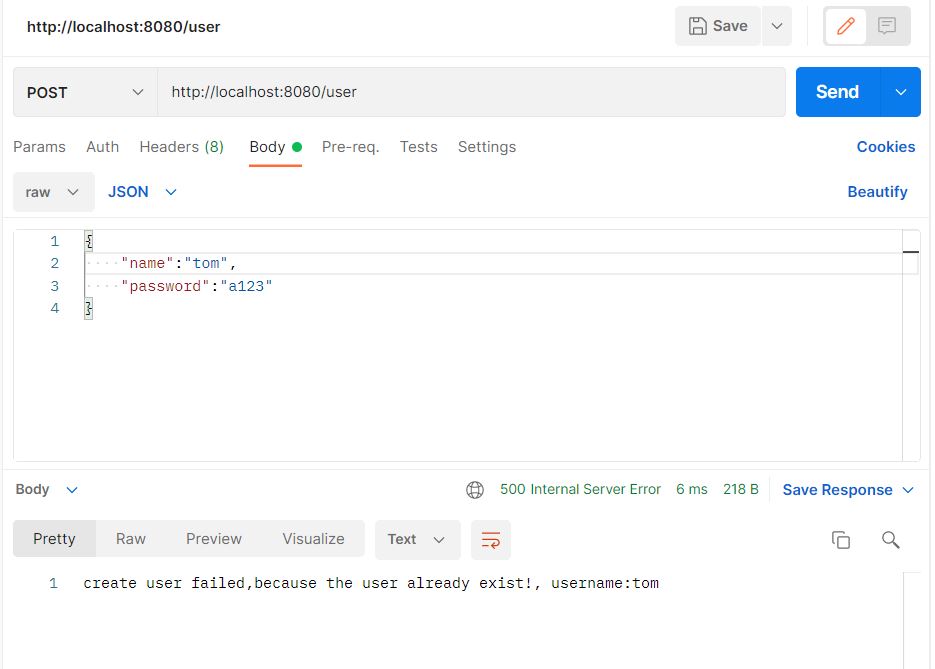 http://localhost:8080/user Save
POST http://localhost:8080/user Send
Params Auth Headers (8) Body Pre-req. Tests Settings Cookies
raw JSON Beautify
1 {
2 "name":"tom",
3 "password":"a123"
4 }
Body 500 Internal Server Error 6 ms 218 B Save Response
Pretty Raw Preview Visualize Text
1 create user failed,because the user already exist!, username:tom